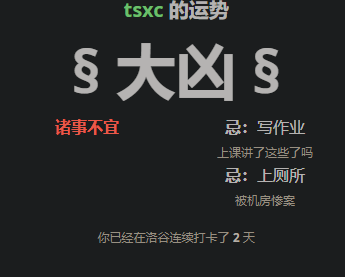 tsxc 的运势
§ 大凶 §
诸事不宜
忌：写作业
上课讲了这些了吗
忌：上厕所
被机房惨案
你已经在洛谷连续打卡了 2 天